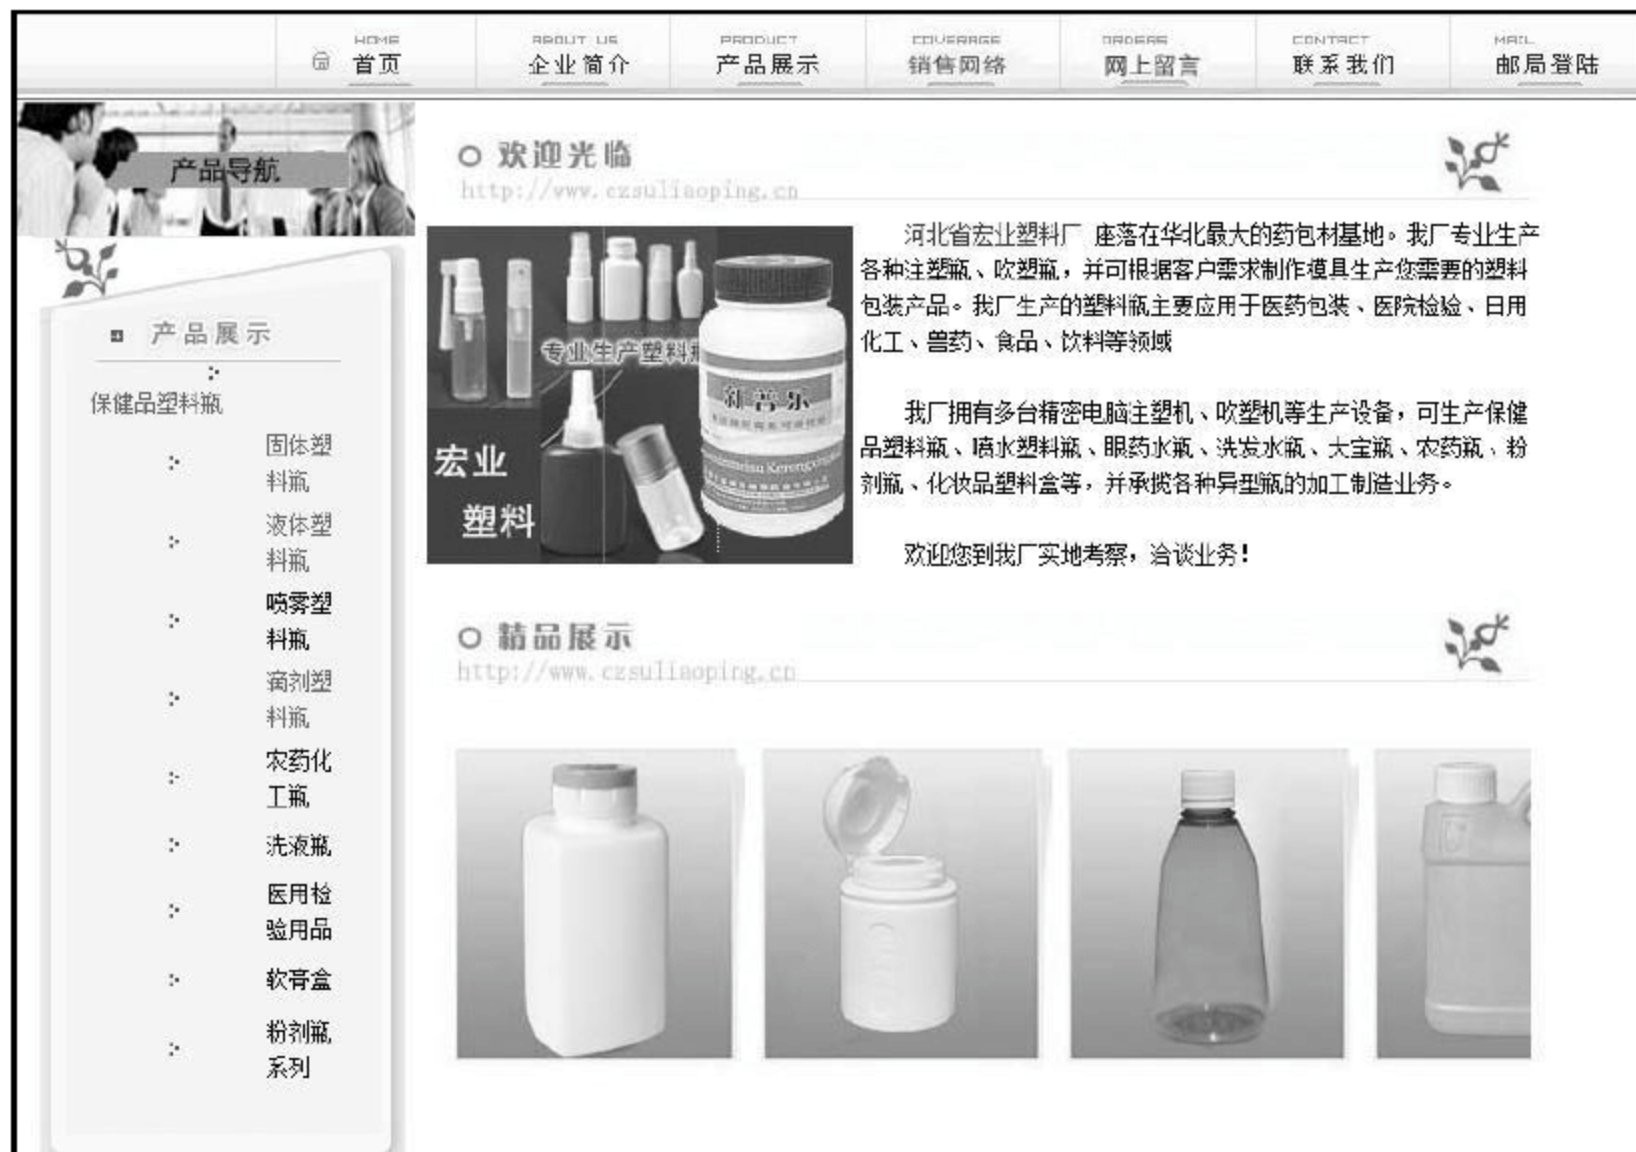 HOME
首页
ABOUT US
企业简介
PRODUCT
产品展示
COVERAGE
销售网络
ORDERS
网上留言
CONTACT
联系我们
MAIL
邮局登陆
产品导航
产品展示
保健品塑料瓶
固体塑
料瓶
液体塑
料瓶
喷雾塑
料瓶
滴剂塑
料瓶
农药化
工瓶
洗液瓶
医用检
验用品
软膏盒
粉剂瓶
系列
欢迎光临
http://www.czsuliaoping.cn
专业生产塑料瓶
宏业
塑料
河北省宏业塑料厂 座落在华北最大的药包材基地。我厂专业生产
各种注塑瓶、吹塑瓶，并可根据客户需求制作模具生产您需要的塑料
包装产品。我厂生产的塑料瓶主要应用于医药包装、医院检验、日用
化工、兽药、食品、饮料等领域
我厂拥有多台精密电脑注塑机、吹塑机等生产设备，可生产保健
品塑料瓶、喷水塑料瓶、眼药水瓶、洗发水瓶、大宝瓶、农药瓶、粉
剂瓶、化妆品塑料盒等，并承揽各种异型瓶的加工制造业务。
欢迎您到我厂实地考察，洽谈业务！
精品展示
http://www.czsuliaoping.cn